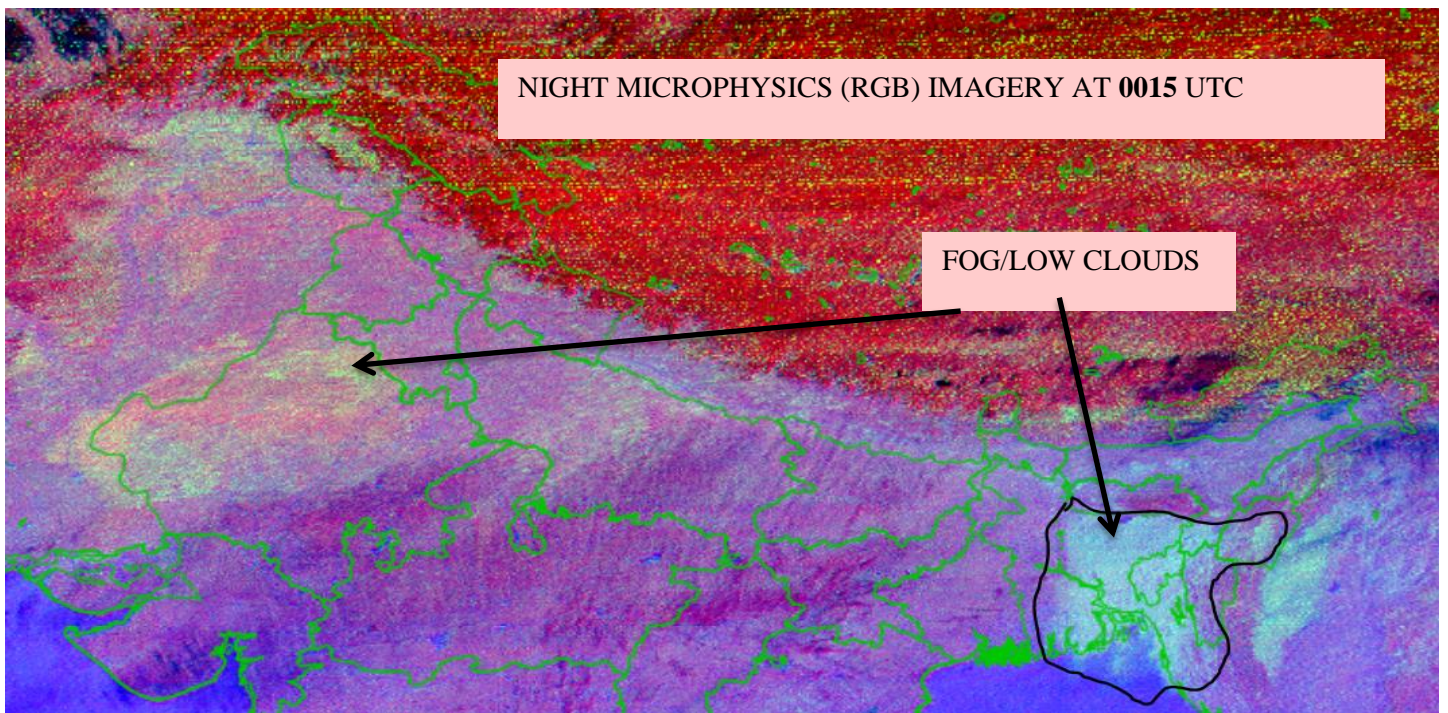 NIGHT MICROPHYSICS (RGB) IMAGERY AT 0015 UTC
FOG/LOW CLOUDS